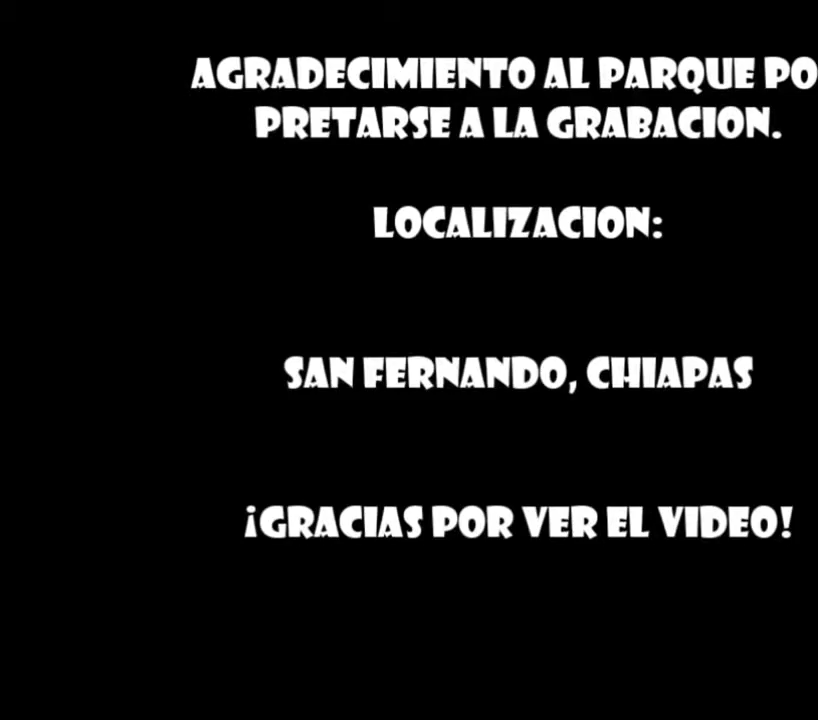 AGRADECIMIENTO AL PARQUE PO
PRETARSE A LA GRABACION.
LOCALIZACION:
SAN FERNANDO, CHIAPAS
¡GRACIAS POR VER EL VIDEO!